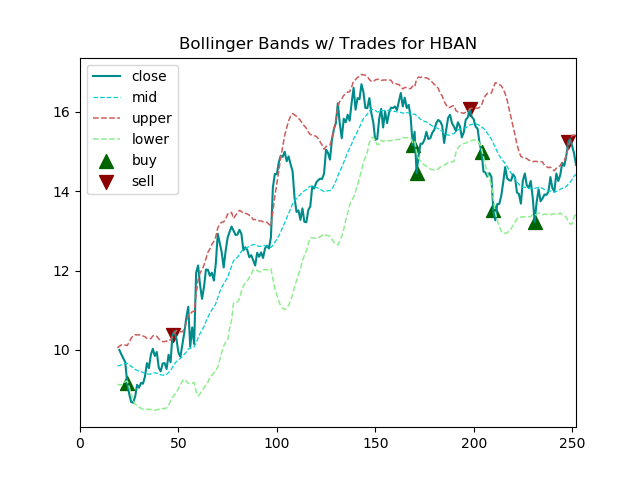 Bollinger Bands w/ Trades for HBAN
close
mid
upper
lower
buy
sell
16
14
12
10
0 50 100 150 200 250